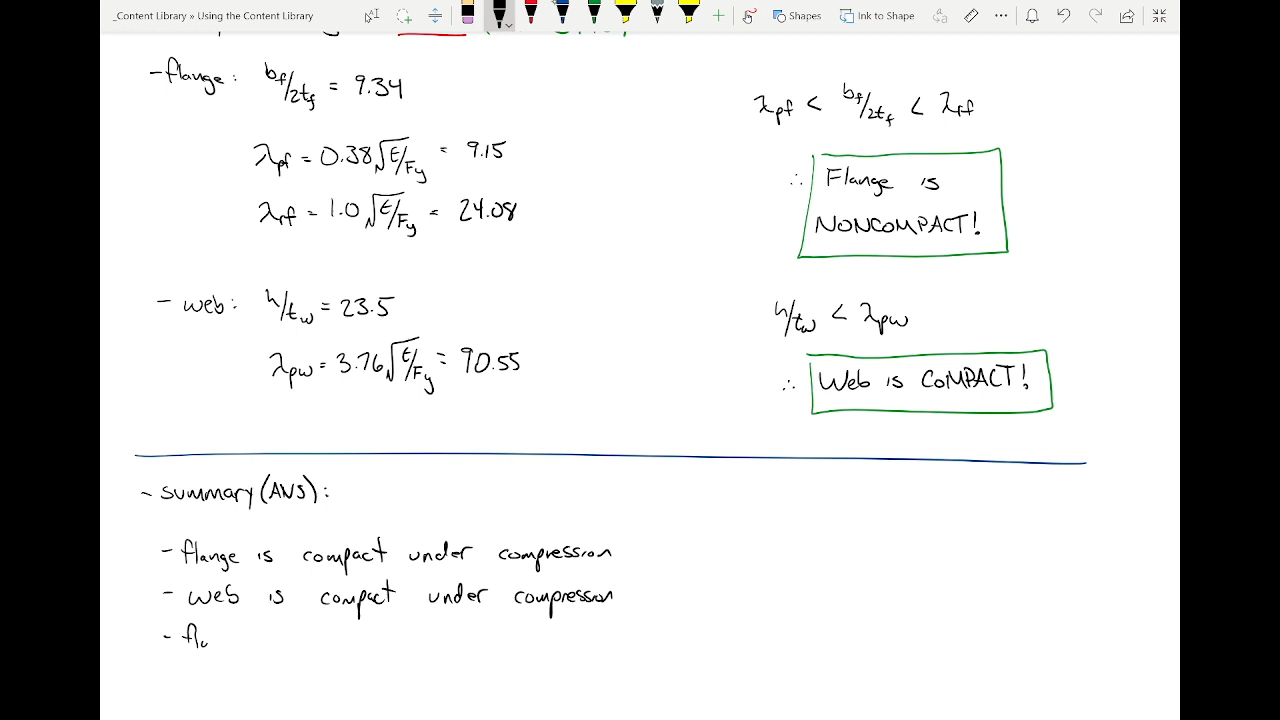 _Content Library » Using the Content Library
Shapes
Ink to Shape
- flange: bf/2tf = 9.34
λpf = 0.38√E/Fy = 9.15
λrf = 1.0√E/Fy = 24.08
λpf < bf/2tf < λrf
∴ Flange is
NONCOMPACT!
- web: h/tw = 23.5
λpw = 3.76√E/Fy = 90.55
h/tw < λpw
∴ Web is COMPACT!
- summary (ANS):
- flange is compact under compression
- web is compact under compression
- fla